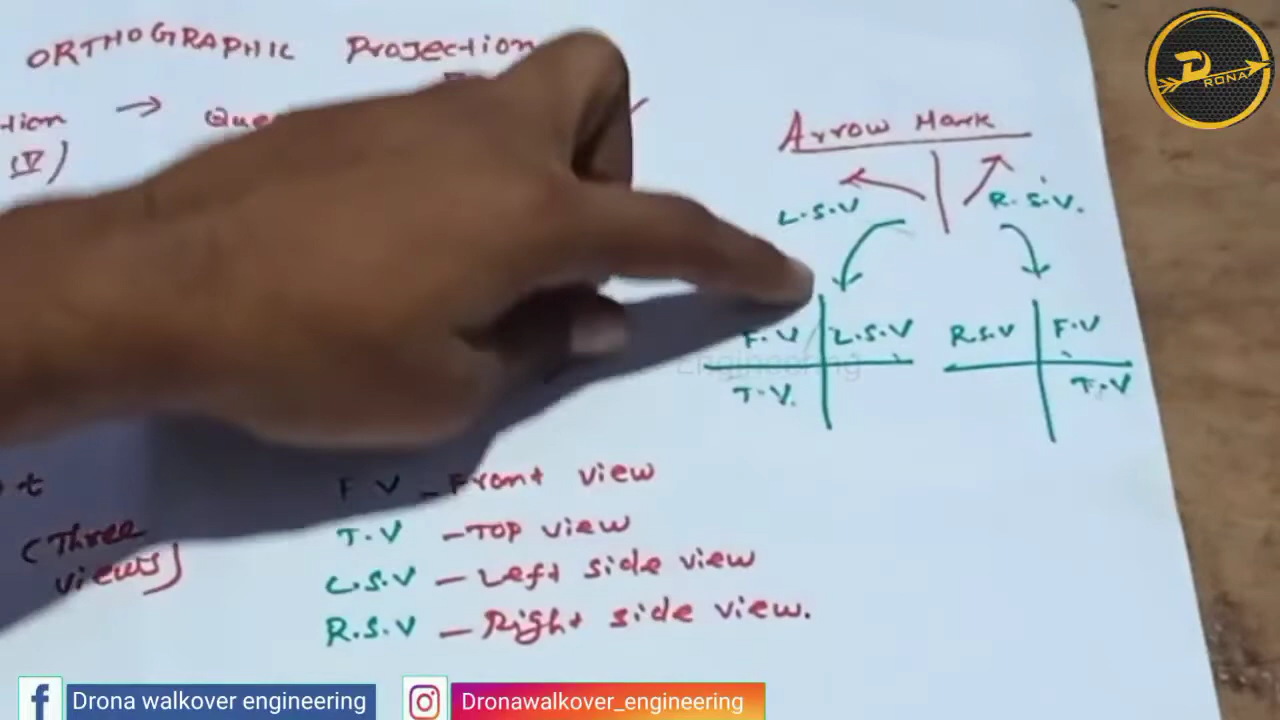 ORTHOGRAPHIC Projection
DRONA
Arrow Mark
(V)
L.S.V
R.S.V.
F.V L.S.V
R.S.V F.V
Engineering
T.V.
T.V
F V - Front view
(Three
views)
T.V - TOP view
L.S.V - Left side view
R.S.V - Right side view.
Drona walkover engineering
Dronawalkover_engineering